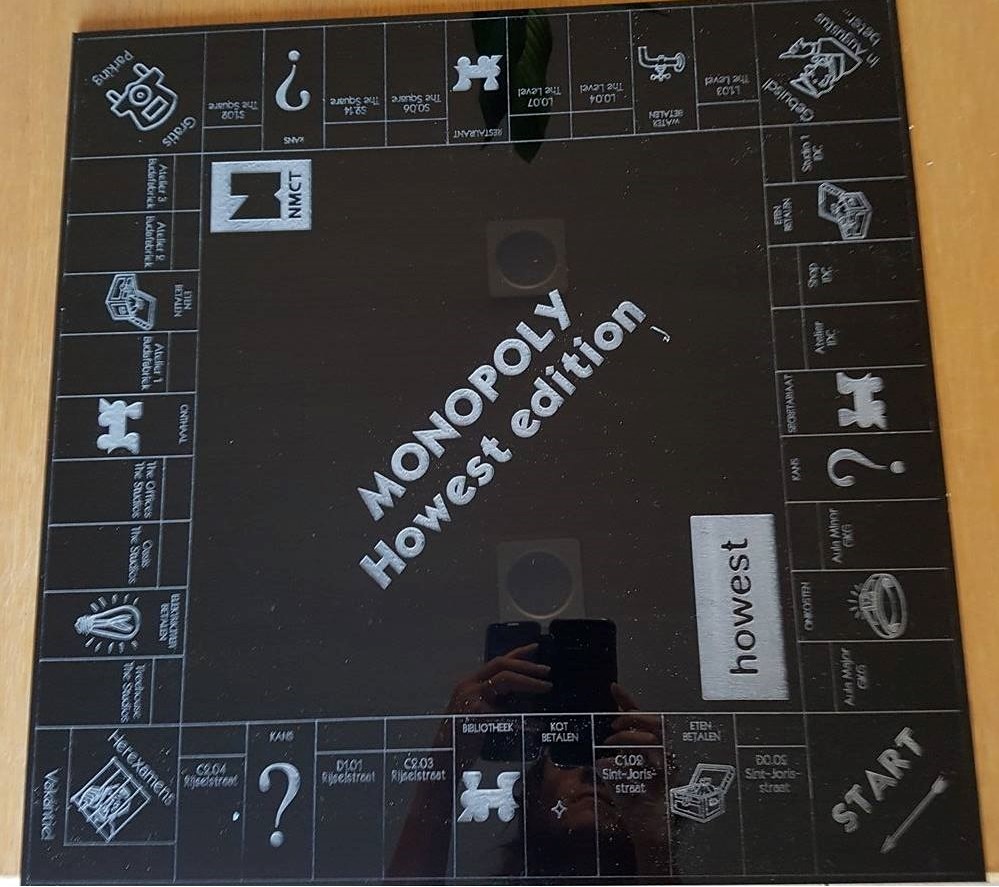 MONOPOLY
Howest edition
NMCT
howest
START
D0.02
Sint-Joris-
straat
ETEN
BETALEN
C1.02
Sint-Joris-
straat
KOT
BETALEN
BIBLIOTHEEK
C2.03
Rijselstraat
D1.01
Rijselstraat
KANS
C2.04
Rijselstraat
Herexamens
Vakantie!
Treehouse
The Studios
ELEKTRICITEIT
BETALEN
Oasis
The Studios
The Offices
The Studios
ONTHAAL
Atelier 1
Budafabriek
ETEN
BETALEN
Atelier 2
Budafabriek
Atelier 3
Budafabriek
Gratis
Parking
S1.02
The Square
KANS
S2.14
The Square
S0.06
The Square
RESTAURANT
L0.07
The Level
L0.04
The Level
WATER
BETALEN
L1.03
The Level
Gebuisd!
In
Augustus
beter...
Studio 1
IDC
ETEN
BETALEN
Shop
IDC
Atelier
IDC
SECRETARIAAT
KANS
Aula Minor
GKG
ONKOSTEN
Aula Major
GKG